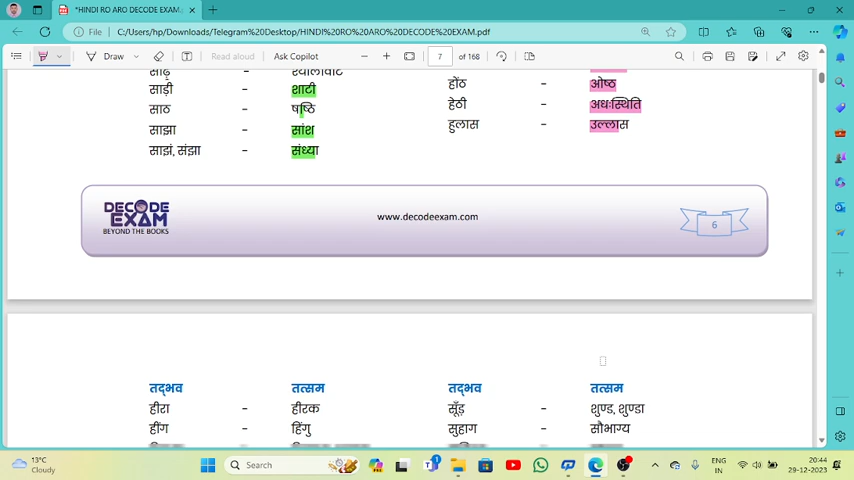 *HINDI RO ARO DECODE EXAM.
File C:/Users/hp/Downloads/Telegram%20Desktop/HINDI%20RO%20ARO%20DECODE%20EXAM.pdf
Draw Read aloud Ask Copilot 7 of 168
साड़ी - शाटी
होंठ - ओष्ठ
साठ - षष्ठि
हेठी - अधःस्थिति
साझा - सांश
हुलास - उल्लास
साझं, संझा - संध्या
DECODE
EXAM
BEYOND THE BOOKS
www.decodeexam.com
6
तद्भव तत्सम तद्भव तत्सम
हीरा - हीरक सूँड़ - शुण्ड, शुण्डा
हींग - हिंगु सुहाग - सौभाग्य
13°C
Cloudy
Search
ENG
IN
20:44
29-12-2023